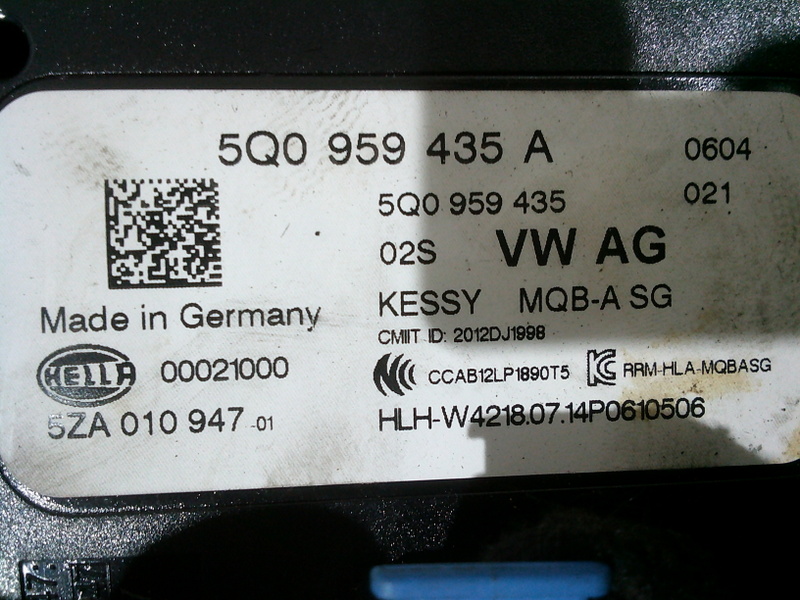 5Q0 959 435 A 0604
5Q0 959 435 021
02S VW AG
KESSY MQB-A SG
Made in Germany
CMIIT ID: 2012DJ1998
HELLA 00021000
CCAB12LP1890T5 RRM-HLA-MQBASG
5ZA 010 947 -01
HLH-W4218.07.14P0610506